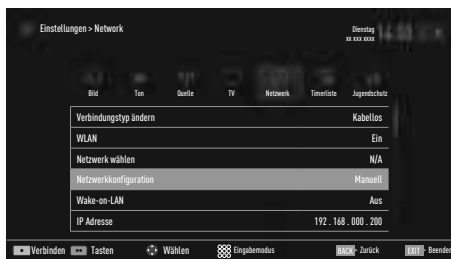 Einstellungen > Network
Dienstag
xx xxx xxxx
Bild Ton Quelle TV Netzwerk Timerliste Jugendschutz
Verbindungstyp ändern Kabellos
WLAN Ein
Netzwerk wählen N/A
Netzwerkkonfiguration Manuell
Wake-on-LAN Aus
IP Adresse 192 . 168 . 000 . 200
Verbinden Tasten Wählen Eingabemodus BACK - Zurück EXIT - Beenden